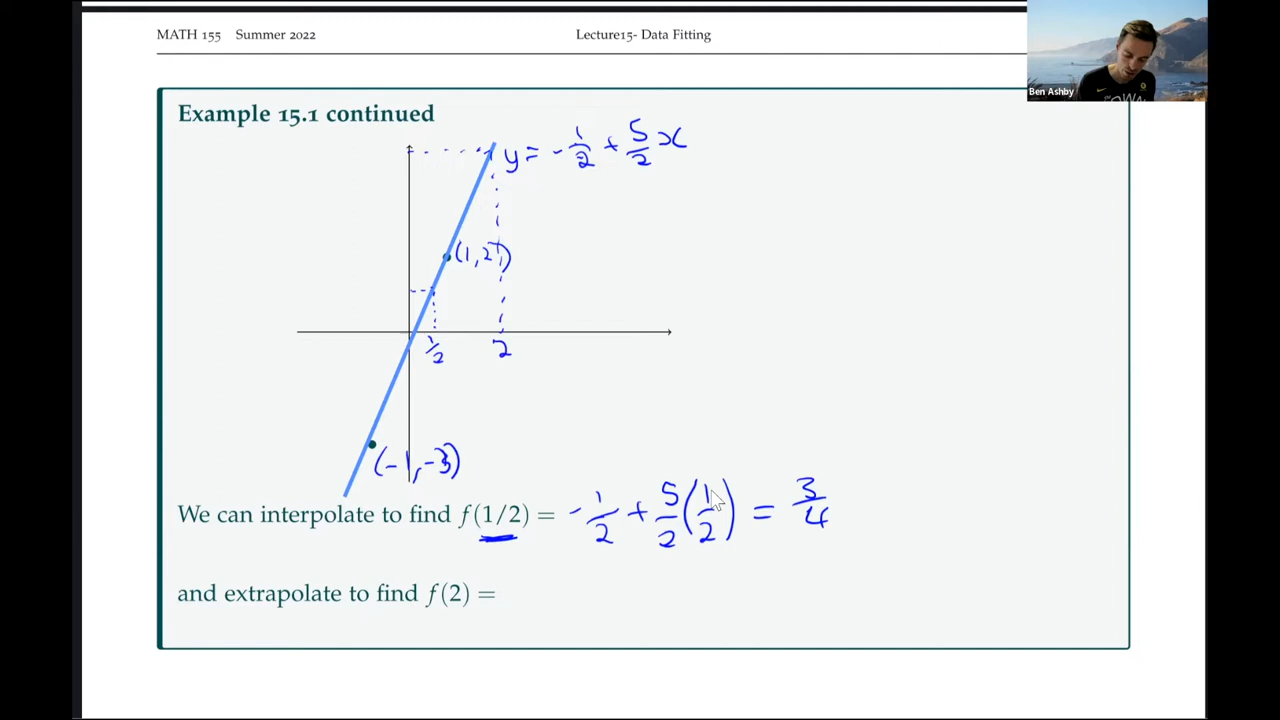 MATH 155 Summer 2022 Lecture15- Data Fitting
Ben Ashby
Example 15.1 continued
y = -1/2 + 5/2 x
(1,2)
1/2 2
(-1,-3)
We can interpolate to find f(1/2) = -1/2 + 5/2 (1/2) = 3/4
and extrapolate to find f(2) =